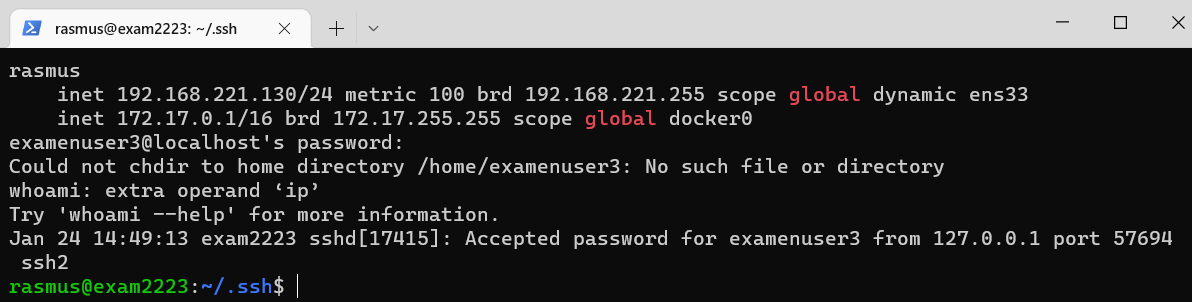 rasmus@exam2223: ~/.ssh
rasmus
inet 192.168.221.130/24 metric 100 brd 192.168.221.255 scope global dynamic ens33
inet 172.17.0.1/16 brd 172.17.255.255 scope global docker0
examenuser3@localhost's password:
Could not chdir to home directory /home/examenuser3: No such file or directory
whoami: extra operand ‘ip’
Try 'whoami --help' for more information.
Jan 24 14:49:13 exam2223 sshd[17415]: Accepted password for examenuser3 from 127.0.0.1 port 57694
ssh2
rasmus@exam2223:~/.ssh$